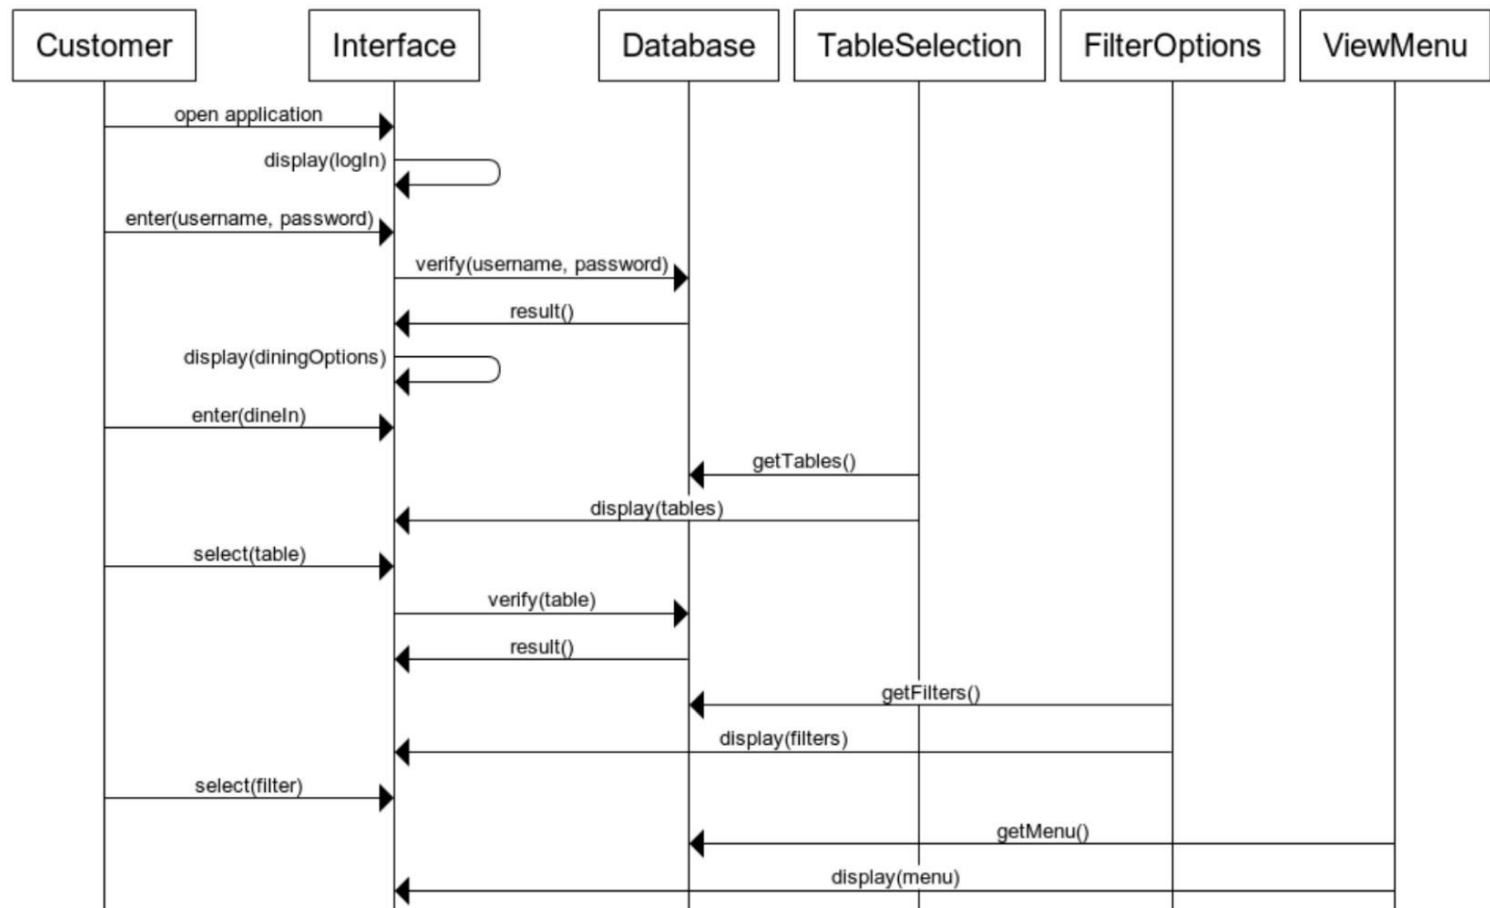 Customer
Interface
Database
TableSelection
FilterOptions
ViewMenu
open application
display(logIn)
enter(username, password)
verify(username, password)
result()
display(diningOptions)
enter(dineIn)
getTables()
display(tables)
select(table)
verify(table)
result()
getFilters()
display(filters)
select(filter)
getMenu()
display(menu)